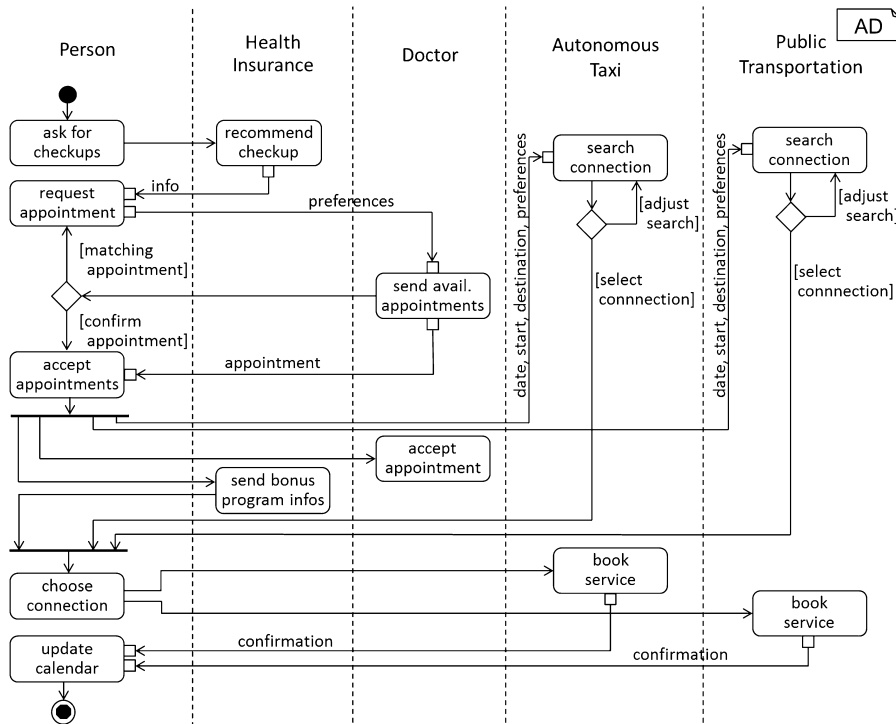 AD
Person
Health
Insurance
Doctor
Autonomous
Taxi
Public
Transportation
ask for
checkups
recommend
checkup
search
connection
search
connection
request
appointment
info
preferences
[adjust
search]
[adjust
search]
date, start, destination, preferences
date, start, destination, preferences
[matching
appointment]
send avail.
appointments
[select
connnection]
[select
connnection]
[confirm
appointment]
accept
appointments
appointment
accept
appointment
send bonus
program infos
choose
connection
book
service
book
service
update
calendar
confirmation
confirmation